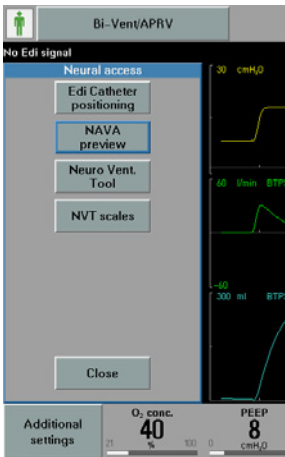 Bi-Vent/APRV
No Edi signal
Neural access
Edi Catheter
positioning
NAVA
preview
Neuro Vent.
Tool
NVT scales
Close
30 cmH₂O
60 l/min BTPS
-60
300 ml BTPS
Additional
settings
O₂ conc.
40
21 % 100
PEEP
8
0 cmH₂O